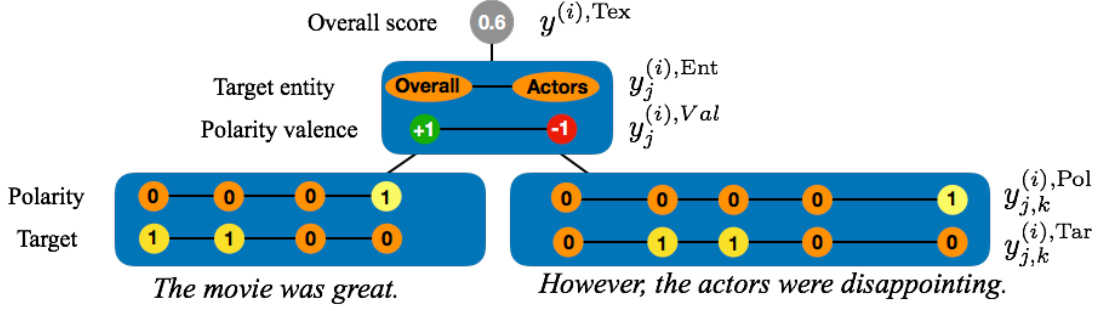 Overall score 0.6 y^{(i),Tex}
Target entity Overall Actors y_j^{(i),Ent}
Polarity valence +1 -1 y_j^{(i),Val}
Polarity 0 0 0 1 0 0 0 0 1 y_{j,k}^{(i),Pol}
Target 1 1 0 0 0 1 1 0 0 y_{j,k}^{(i),Tar}
The movie was great. However, the actors were disappointing.